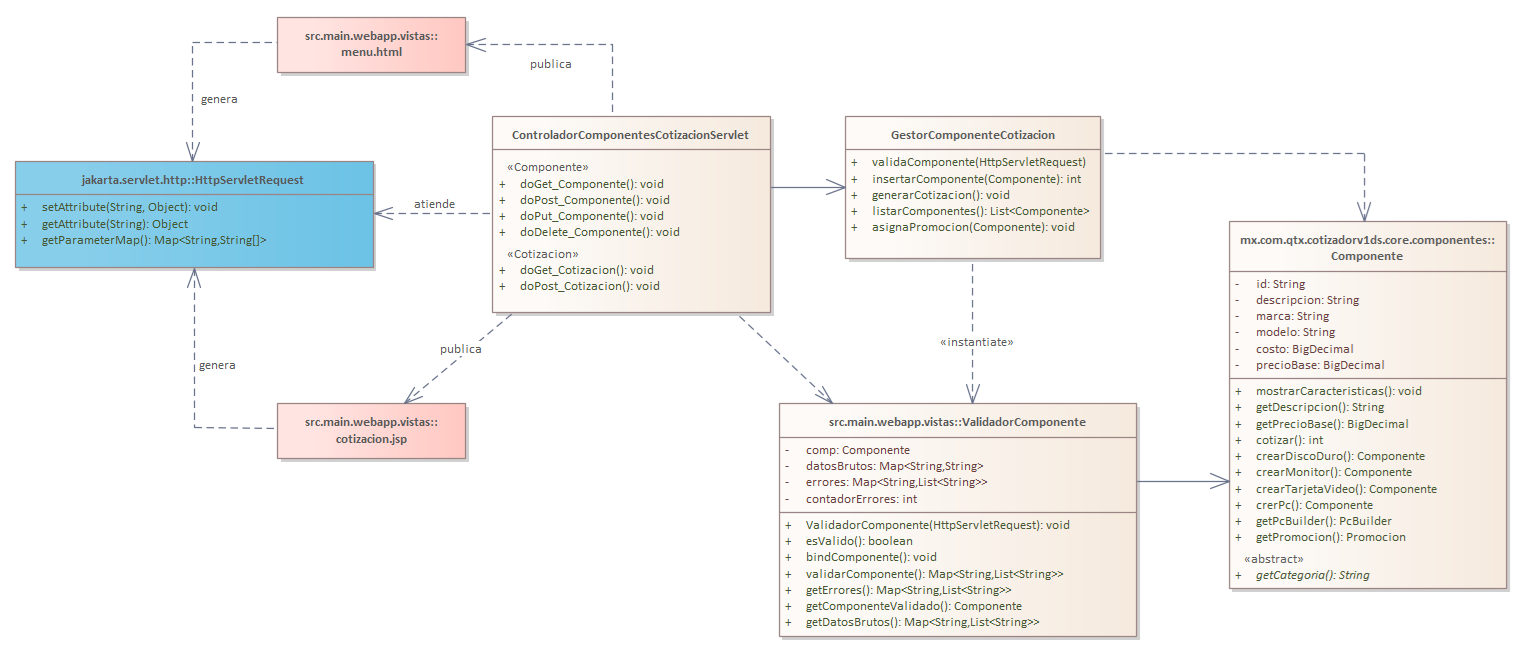 src.main.webapp.vistas::
menu.html
publica
genera
jakarta.servlet.http::HttpServletRequest
+ setAttribute(String, Object): void
+ getAttribute(String): Object
+ getParameterMap(): Map<String,String[]>
atiende
ControladorComponentesCotizacionServlet
«Componente»
+ doGet_Componente(): void
+ doPost_Componente(): void
+ doPut_Componente(): void
+ doDelete_Componente(): void
«Cotizacion»
+ doGet_Cotizacion(): void
+ doPost_Cotizacion(): void
GestorComponenteCotizacion
+ validaComponente(HttpServletRequest)
+ insertarComponente(Componente): int
+ generarCotizacion(): void
+ listarComponentes(): List<Componente>
+ asignaPromocion(Componente): void
publica
genera
«instantiate»
src.main.webapp.vistas::
cotizacion.jsp
src.main.webapp.vistas::ValidadorComponente
- comp: Componente
- datosBrutos: Map<String,String>
- errores: Map<String,List<String>>
- contadorErrores: int
+ ValidadorComponente(HttpServletRequest): void
+ esValido(): boolean
+ bindComponente(): void
+ validarComponente(): Map<String,List<String>>
+ getErrores(): Map<String,List<String>>
+ getComponenteValidado(): Componente
+ getDatosBrutos(): Map<String,List<String>>
mx.com.qtx.cotizadorv1ds.core.componentes::
Componente
- id: String
- descripcion: String
- marca: String
- modelo: String
- costo: BigDecimal
- precioBase: BigDecimal
+ mostrarCaracteristicas(): void
+ getDescripcion(): String
+ getPrecioBase(): BigDecimal
+ cotizar(): int
+ crearDiscoDuro(): Componente
+ crearMonitor(): Componente
+ crearTarjetaVideo(): Componente
+ crerPc(): Componente
+ getPcBuilder(): PcBuilder
+ getPromocion(): Promocion
«abstract»
+ getCategoria(): String